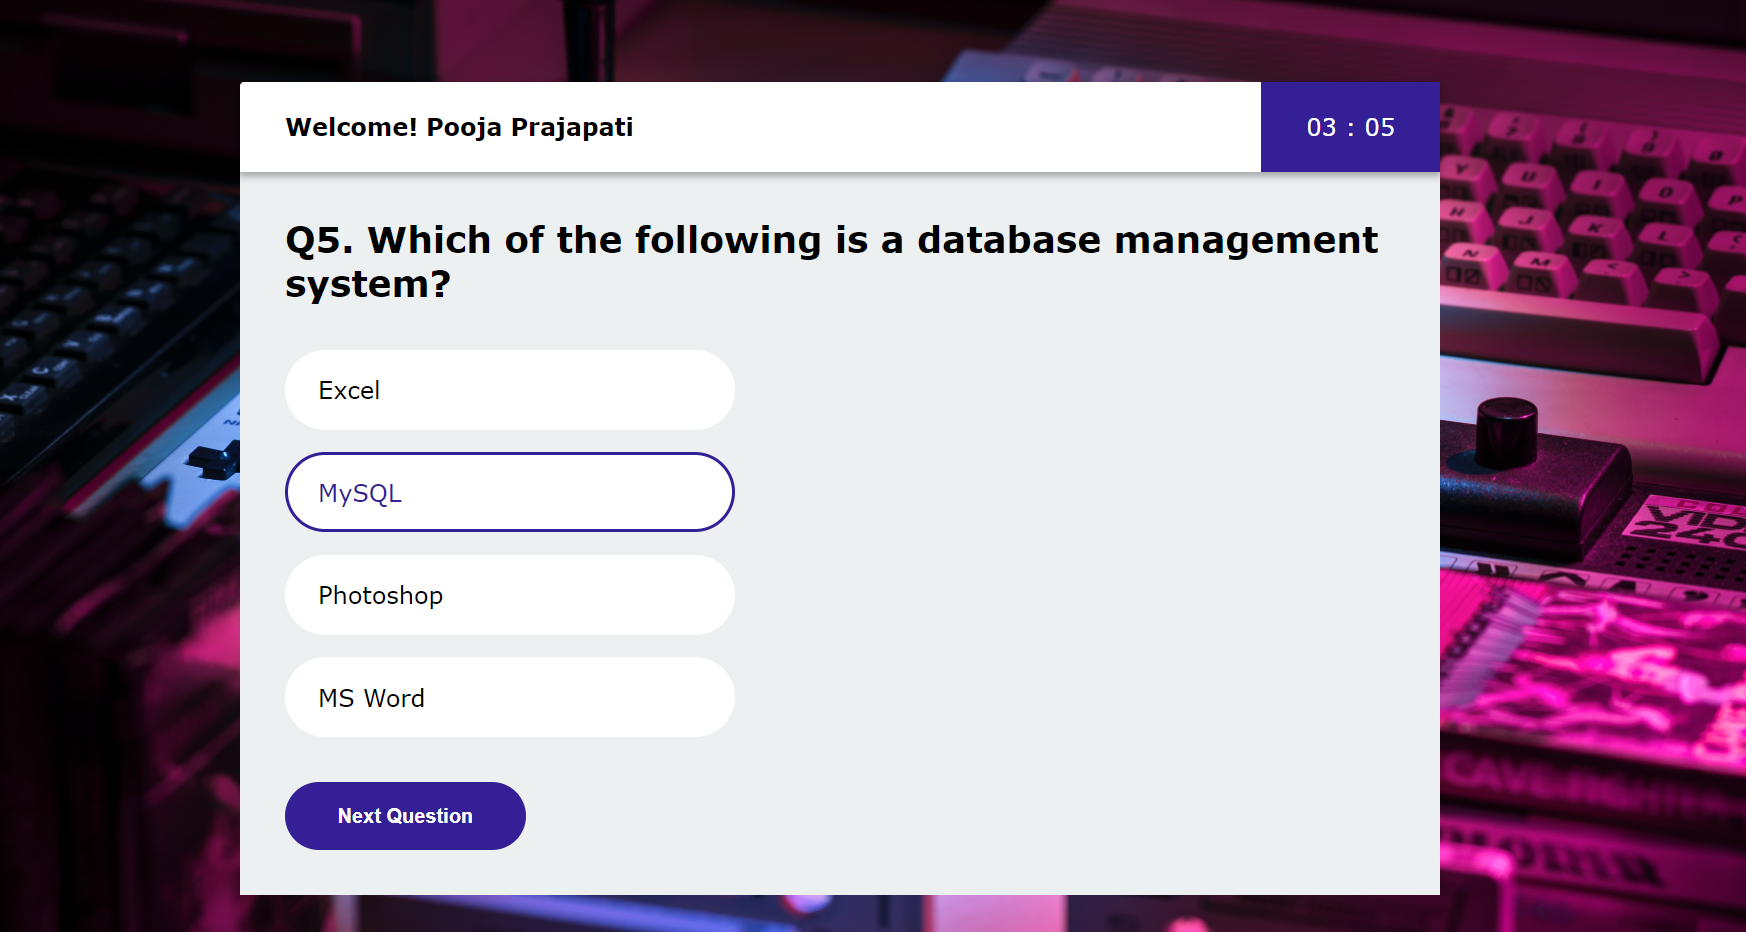 Welcome! Pooja Prajapati
03 : 05
Q5. Which of the following is a database management
system?
Excel
MySQL
Photoshop
MS Word
Next Question